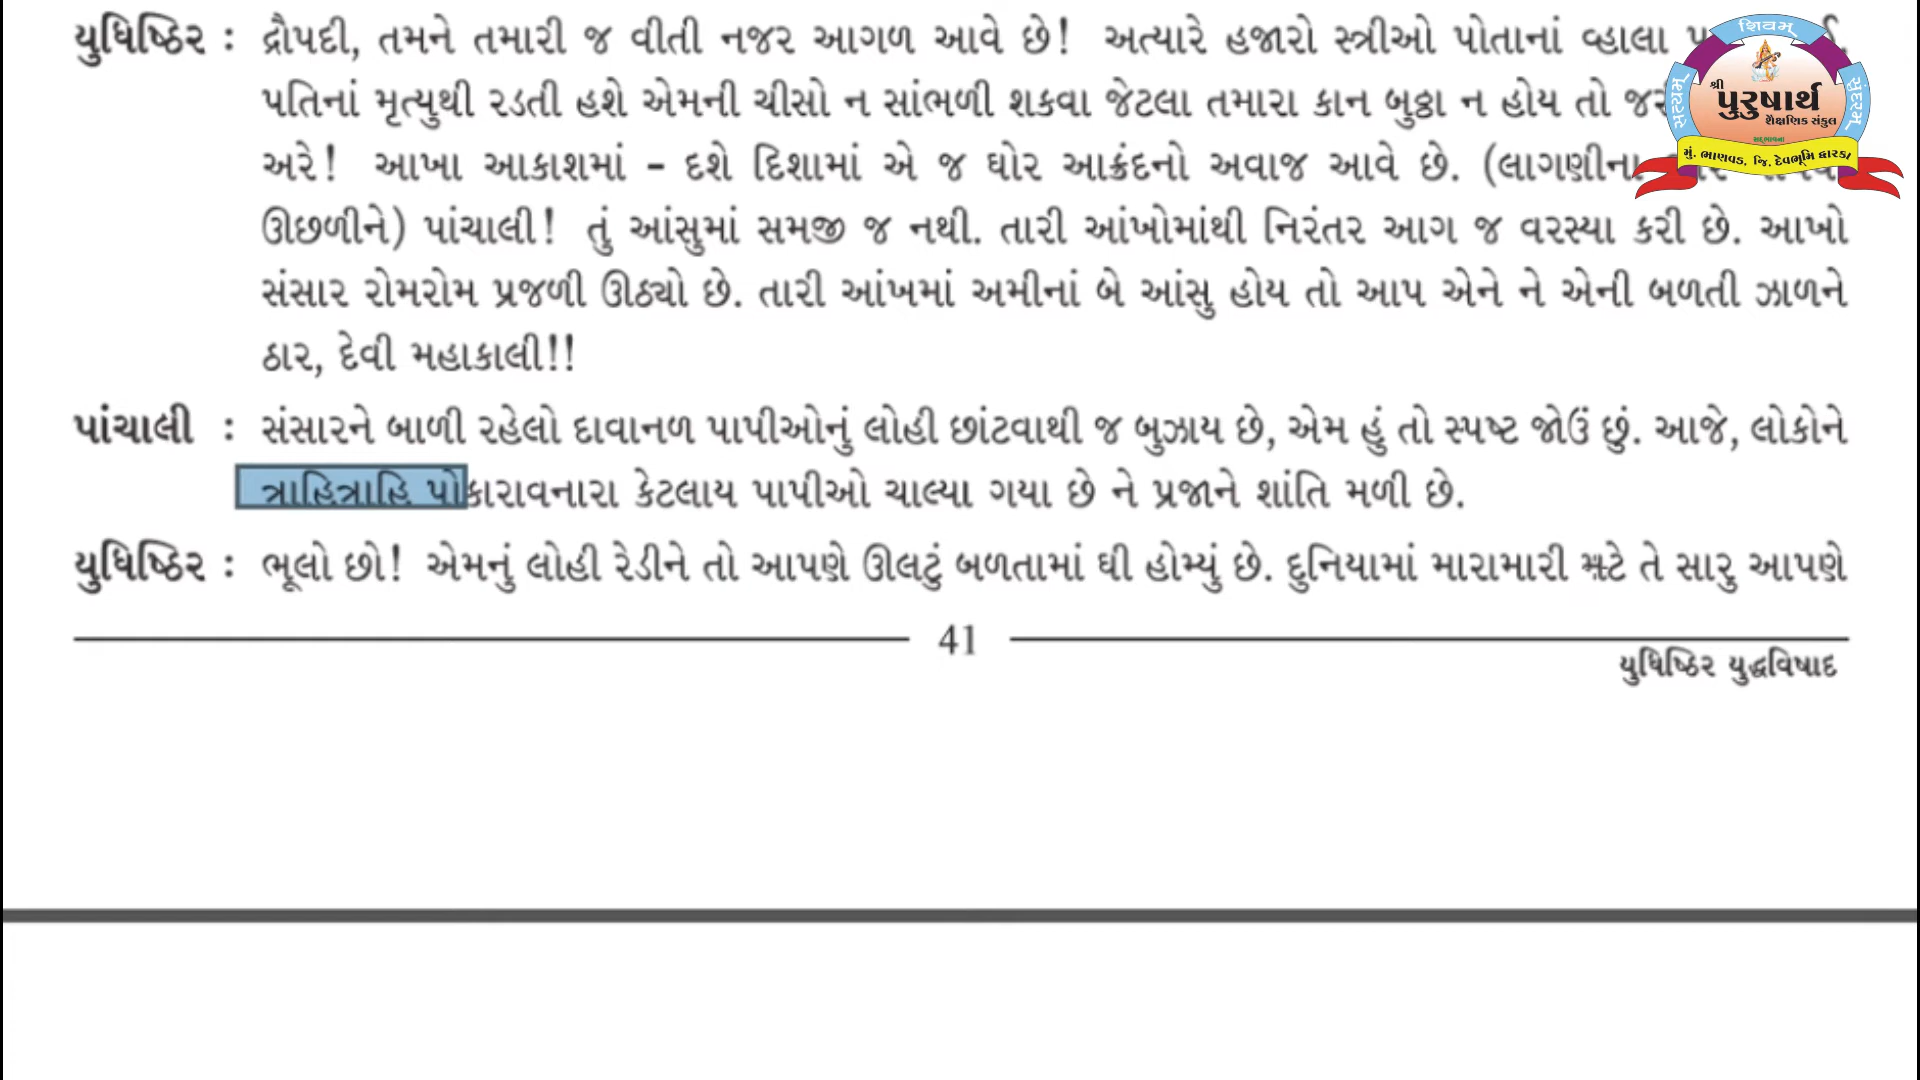 યુધિષ્ઠિર : દ્રૌપદી, તમને તમારી જ વીતી નજર આગળ આવે છે! અત્યારે હજારો સ્ત્રીઓ પોતાનાં વ્હાલા
પતિનાં મૃત્યુથી રડતી હશે એમની ચીસો ન સાંભળી શકવા જેટલા તમારા કાન બુઠ્ઠા ન હોય તો
અરે! આખા આકાશમાં – દશે દિશામાં એ જ ઘોર આક્રંદનો અવાજ આવે છે. (લાગણીના
ઊછળીને) પાંચાલી! તું આંસુમાં સમજી જ નથી. તારી આંખોમાંથી નિરંતર આગ જ વરસ્યા કરી છે. આખો
સંસાર રોમરોમ પ્રજળી ઊઠ્યો છે. તારી આંખમાં અમીનાં બે આંસુ હોય તો આપ એને ને એની બળતી ઝાળને
ઠાર, દેવી મહાકાલી!!
પાંચાલી : સંસારને બાળી રહેલો દાવાનળ પાપીઓનું લોહી છાંટવાથી જ બુઝાય છે, એમ હું તો સ્પષ્ટ જોઉં છું. આજે, લોકોને
ત્રાહિત્રાહિ પોકારાવનારા કેટલાય પાપીઓ ચાલ્યા ગયા છે ને પ્રજાને શાંતિ મળી છે.
યુધિષ્ઠિર : ભૂલો છો! એમનું લોહી રેડીને તો આપણે ઊલટું બળતામાં ઘી હોમ્યું છે. દુનિયામાં મારામારી મટે તે સારુ આપણે
41
યુધિષ્ઠિર યુદ્ધવિષાદ
સત્યમ્
શિવમ્
સુંદરમ્
શ્રી
પુરુષાર્થ
શૈક્ષણિક સંકુલ
મું. ભાણવડ, જિ. દેવભૂમિ દ્વારકા